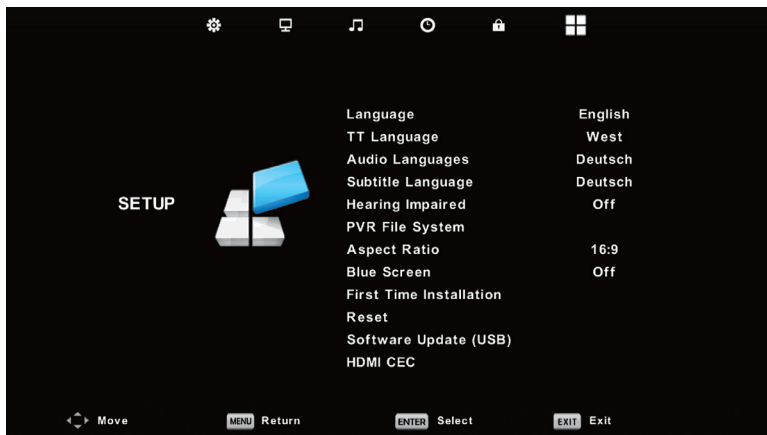 Language English
TT Language West
Audio Languages Deutsch
Subtitle Language Deutsch
SETUP Hearing Impaired Off
PVR File System
Aspect Ratio 16:9
Blue Screen Off
First Time Installation
Reset
Software Update (USB)
HDMI CEC
Move MENU Return ENTER Select EXIT Exit